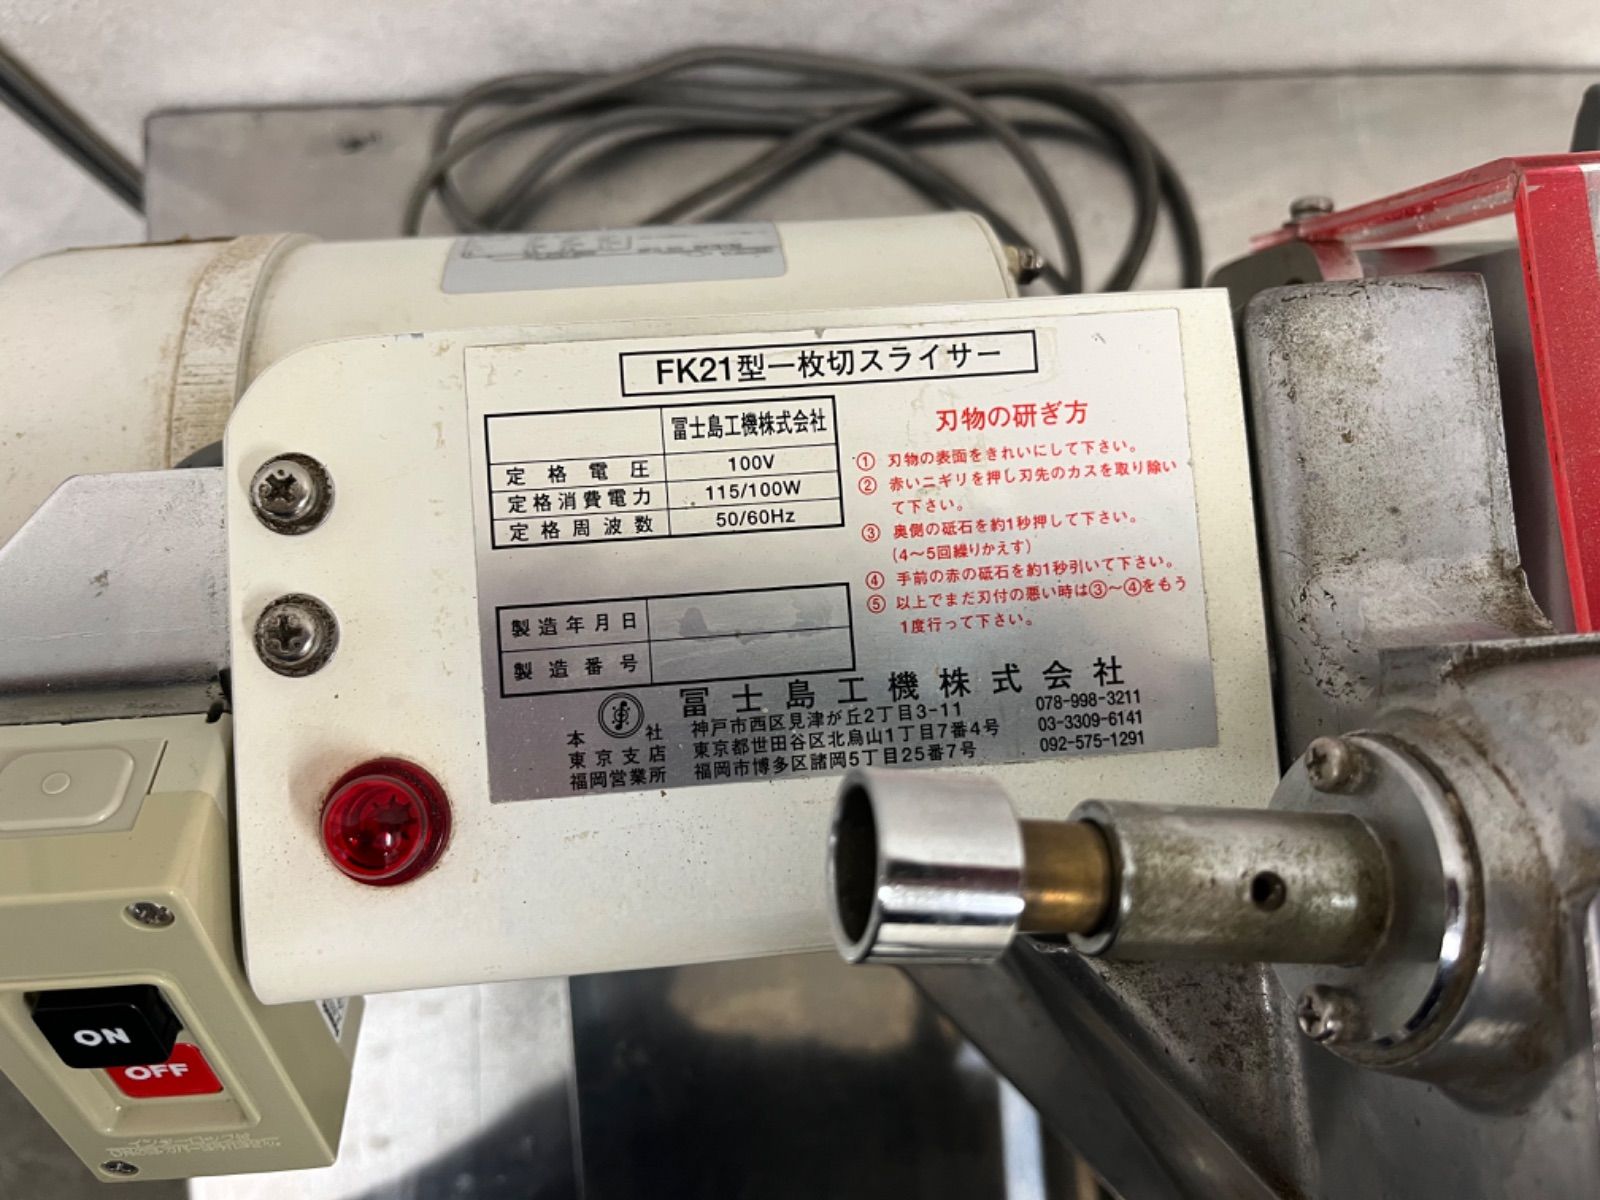 FK21型一枚切スライサー
冨士島工機株式会社
定格電圧 100V
定格消費電力 115/100W
定格周波数 50/60Hz
製造年月日
製造番号
刃物の研ぎ方
① 刃物の表面をきれいにして下さい。
② 赤いニギリを押し刃先のカスを取り除い
て下さい。
③ 奥側の砥石を約1秒押して下さい。
(4〜5回繰りかえす)
④ 手前の赤の砥石を約1秒引いて下さい。
⑤ 以上でまだ刃付の悪い時は③〜④をもう
1度行って下さい。
冨士島工機株式会社
本社 神戸市西区見津が丘2丁目3-11 078-998-3211
東京支店 東京都世田谷区北烏山1丁目7番4号 03-3309-6141
福岡営業所 福岡市博多区諸岡5丁目25番7号 092-575-1291
ON
OFF